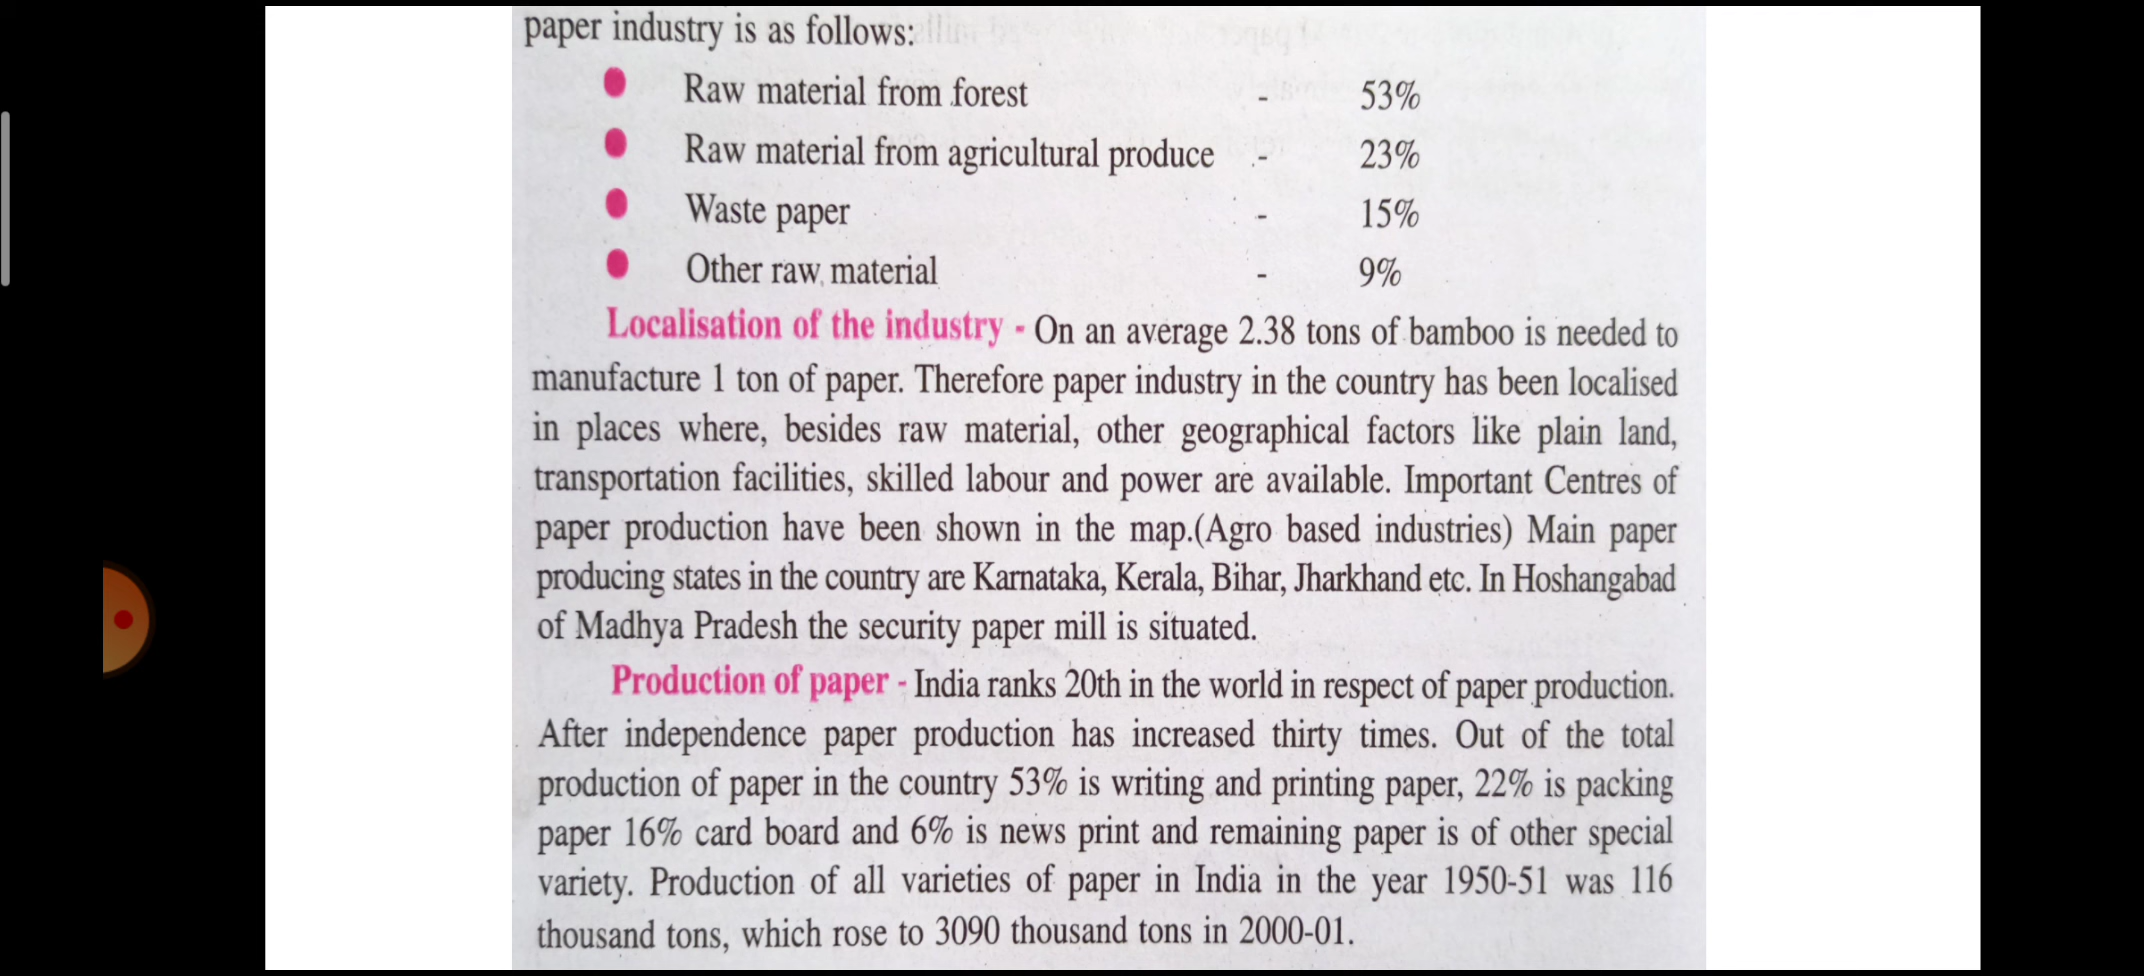 paper industry is as follows:
● Raw material from forest - 53%
● Raw material from agricultural produce - 23%
● Waste paper - 15%
● Other raw material - 9%
Localisation of the industry - On an average 2.38 tons of bamboo is needed to
manufacture 1 ton of paper. Therefore paper industry in the country has been localised
in places where, besides raw material, other geographical factors like plain land,
transportation facilities, skilled labour and power are available. Important Centres of
paper production have been shown in the map.(Agro based industries) Main paper
producing states in the country are Karnataka, Kerala, Bihar, Jharkhand etc. In Hoshangabad
of Madhya Pradesh the security paper mill is situated.
Production of paper - India ranks 20th in the world in respect of paper production.
After independence paper production has increased thirty times. Out of the total
production of paper in the country 53% is writing and printing paper, 22% is packing
paper 16% card board and 6% is news print and remaining paper is of other special
variety. Production of all varieties of paper in India in the year 1950-51 was 116
thousand tons, which rose to 3090 thousand tons in 2000-01.